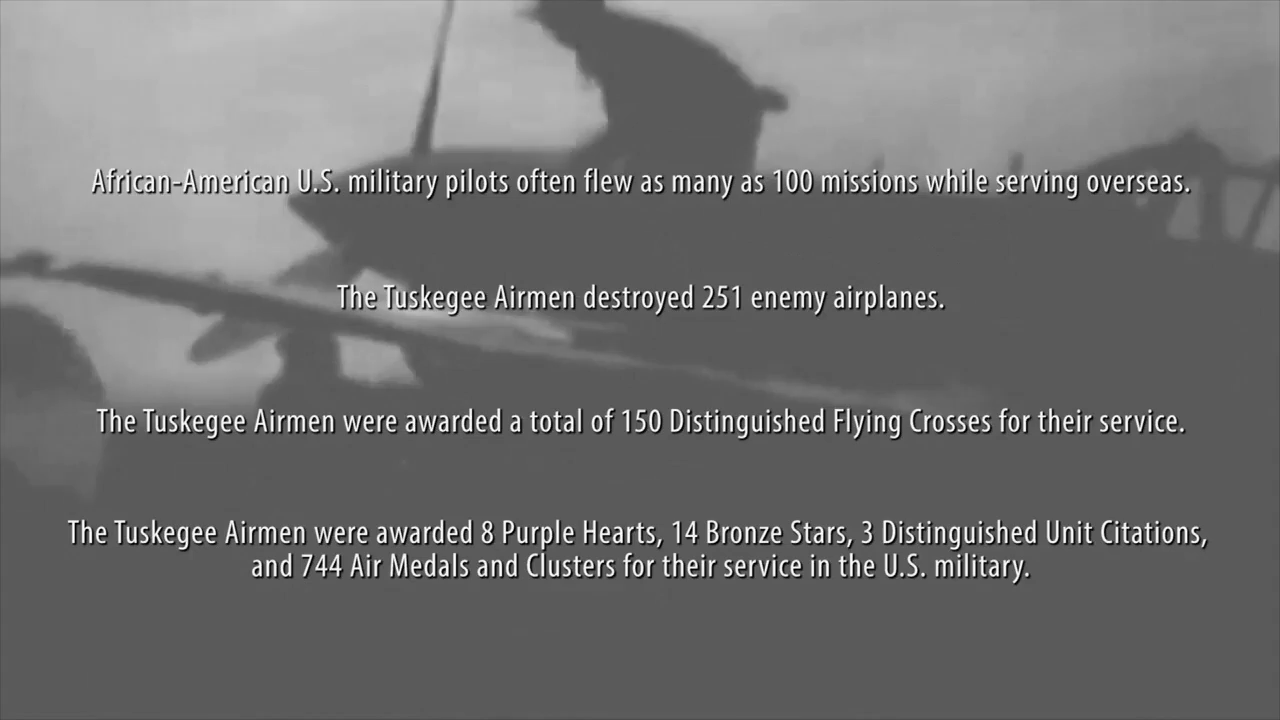 African-American U.S. military pilots often flew as many as 100 missions while serving overseas.
The Tuskegee Airmen destroyed 251 enemy airplanes.
The Tuskegee Airmen were awarded a total of 150 Distinguished Flying Crosses for their service.
The Tuskegee Airmen were awarded 8 Purple Hearts, 14 Bronze Stars, 3 Distinguished Unit Citations,
and 744 Air Medals and Clusters for their service in the U.S. military.